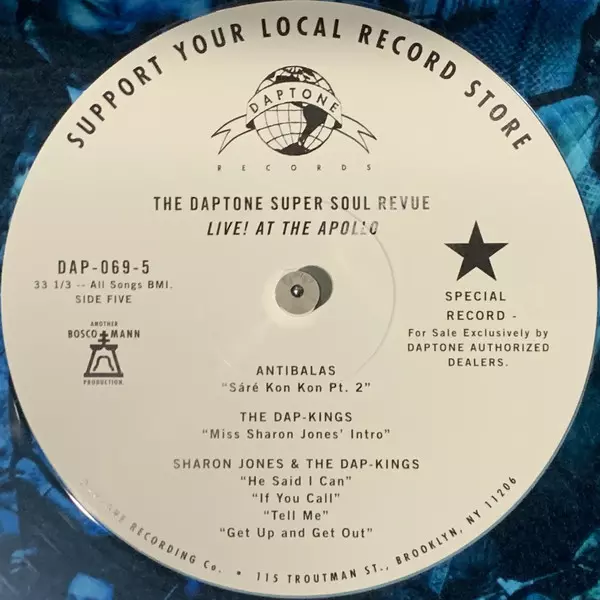 SUPPORT YOUR LOCAL RECORD STORE
DAPTONE
RECORDS
THE DAPTONE SUPER SOUL REVUE
LIVE! AT THE APOLLO
DAP-069-5
33 1/3 -- All Songs BMI.
SIDE FIVE
ANOTHER
BOSCO MANN
PRODUCTION
SPECIAL
RECORD -
For Sale Exclusively by
DAPTONE AUTHORIZED
DEALERS.
ANTIBALAS
“Sáré Kon Kon Pt. 2”
THE DAP-KINGS
“Miss Sharon Jones’ Intro”
SHARON JONES & THE DAP-KINGS
“He Said I Can”
“If You Call”
“Tell Me”
“Get Up and Get Out”
DAPTONE RECORDING Co. • 115 TROUTMAN ST., BROOKLYN, NY 11206